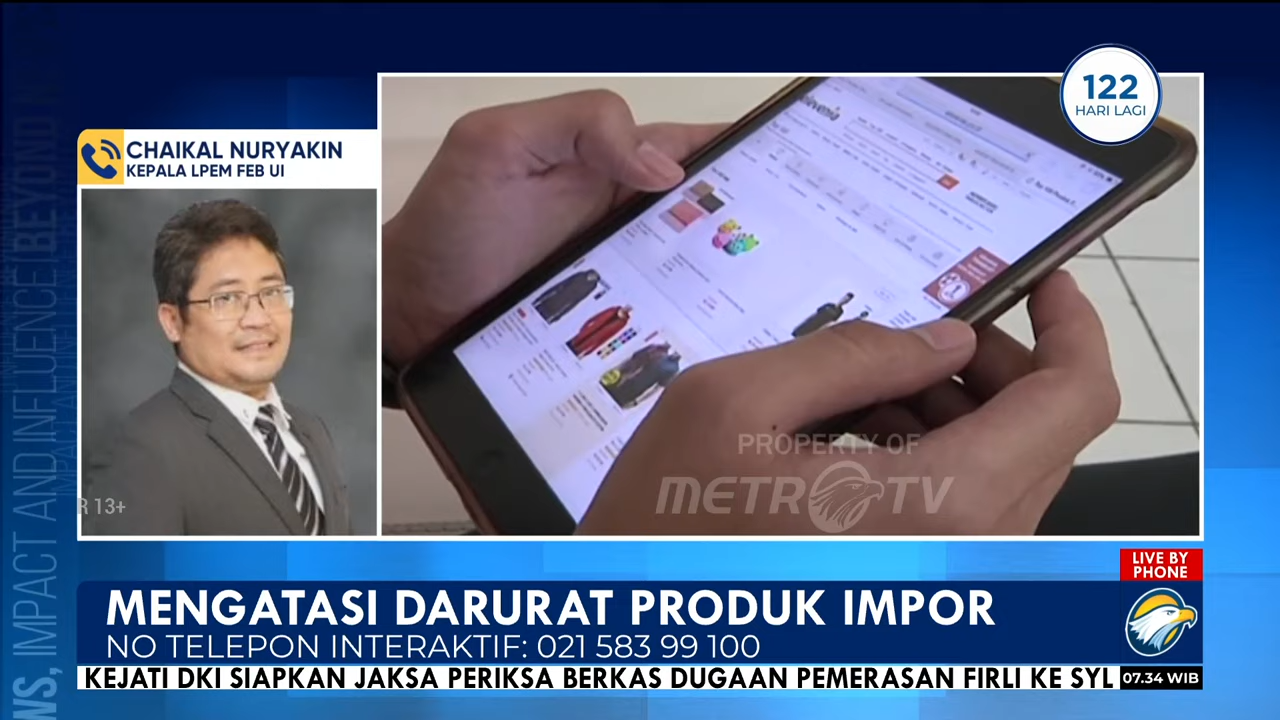 122
HARI LAGI
CHAIKAL NURYAKIN
KEPALA LPEM FEB UI
elevenia
R 13+
PROPERTY OF
METRO TV
NEWS, IMPACT AND INFLUENCE BEYOND
LIVE BY
PHONE
MENGATASI DARURAT PRODUK IMPOR
NO TELEPON INTERAKTIF: 021 583 99 100
KEJATI DKI SIAPKAN JAKSA PERIKSA BERKAS DUGAAN PEMERASAN FIRLI KE SYL
07.34 WIB